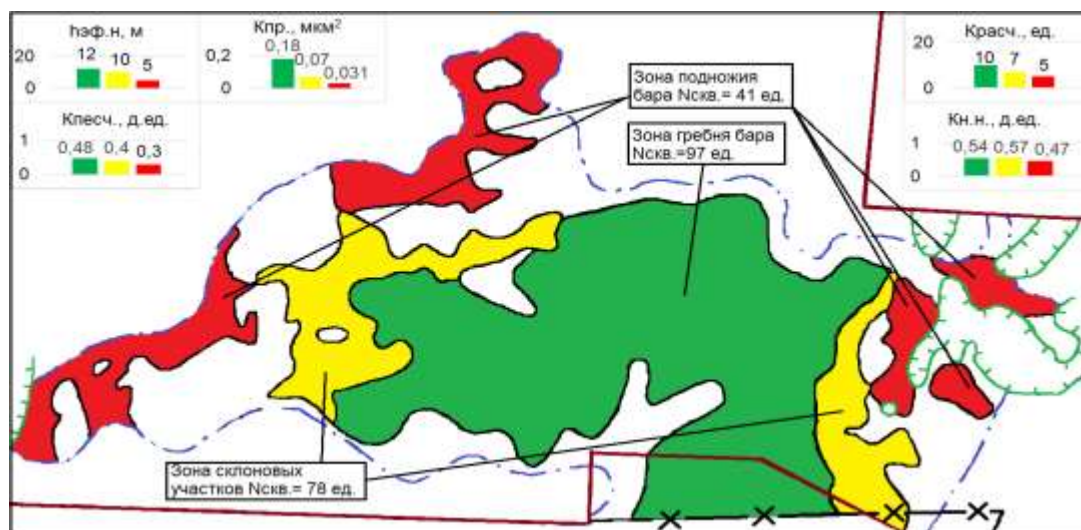 hэф.н, м
20
0
12 10 5
Кпр., мкм²
0,2
0
0,18
0,07
0,031
Кпесч., д.ед.
1
0
0,48 0,4 0,3
Зона подножия
бара Nскв.= 41 ед.
Зона гребня бара
Nскв.=97 ед.
Красч., ед.
20
0
10 7 5
Кн.н., д.ед.
1
0
0,54 0,57 0,47
Зона склоновых
участков Nскв.= 78 ед.
7